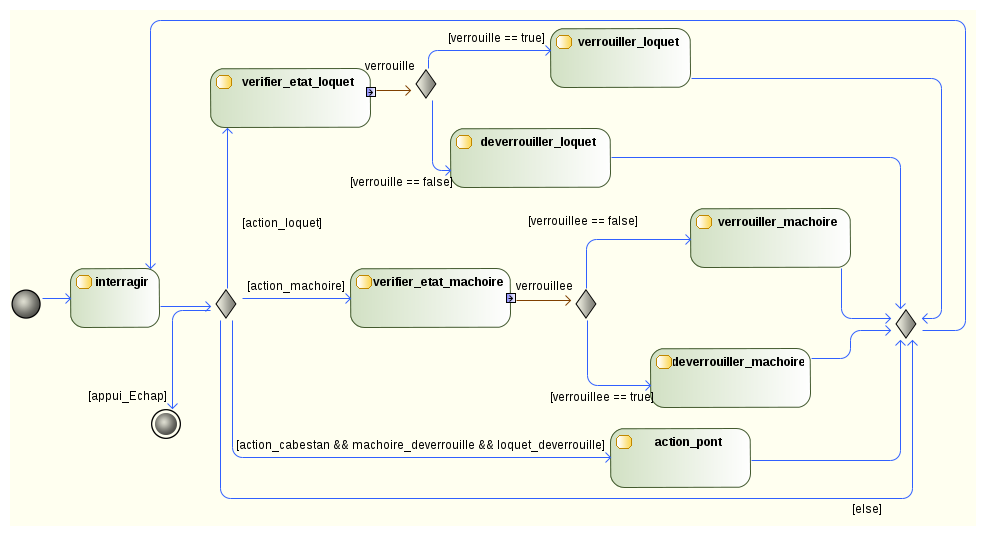 [verrouille == true]
verrouiller_loquet
verrouille
verifier_etat_loquet
deverrouiller_loquet
[verrouille == false]
[action_loquet]
[verrouillee == false]
verrouiller_machoire
interragir
[action_machoire]
verifier_etat_machoire
verrouillee
deverrouiller_machoire
[appui_Echap]
[verrouillee == true]
[action_cabestan && machoire_deverrouille && loquet_deverrouille]
action_pont
[else]